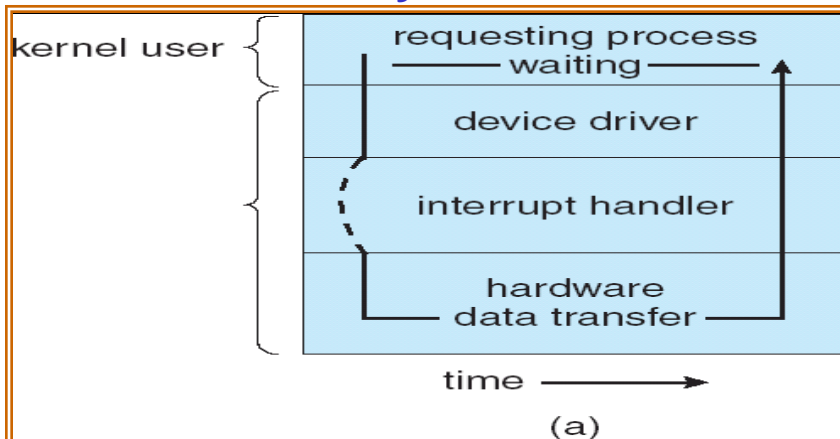 kernel user
requesting process
waiting
device driver
interrupt handler
hardware
data transfer
time
(a)